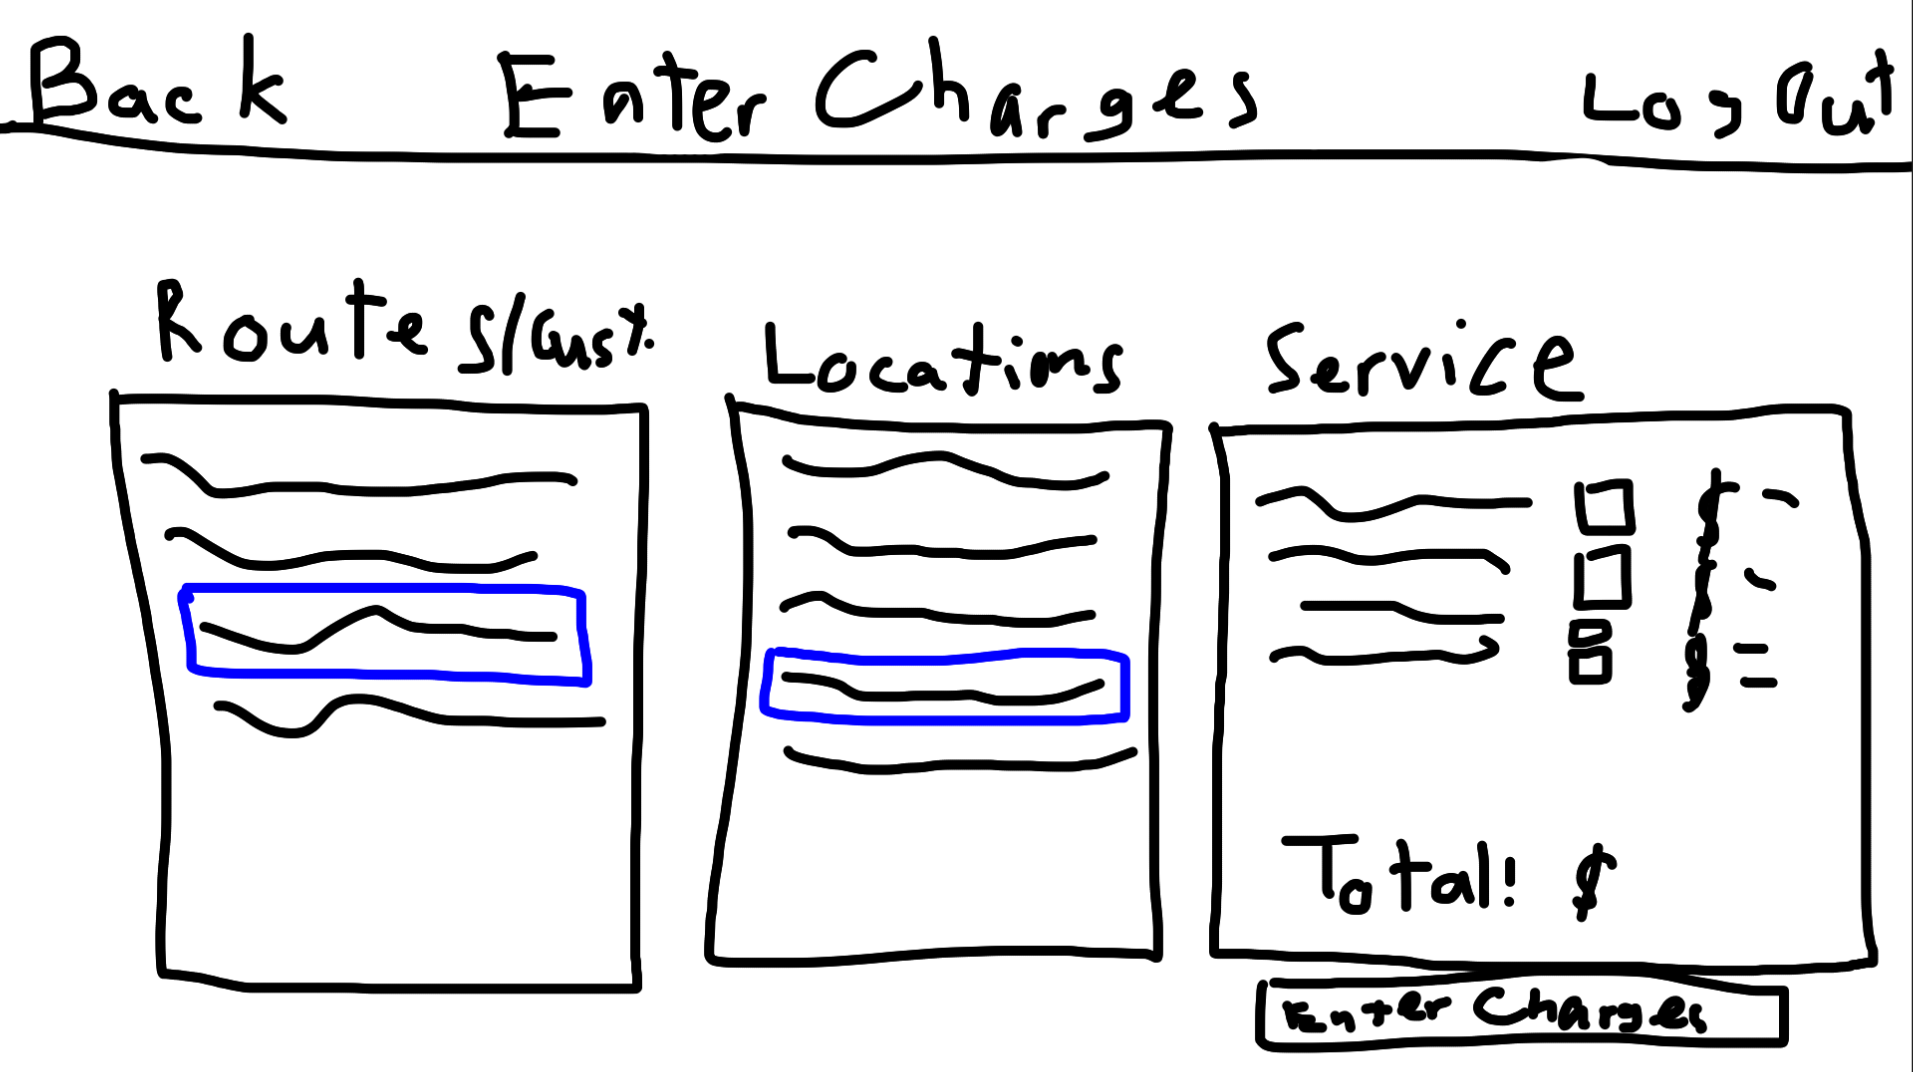 Back Enter Charges Log Out
Routes/Cust. Locations Service
$
$
$
$
Total: $
Enter Charges